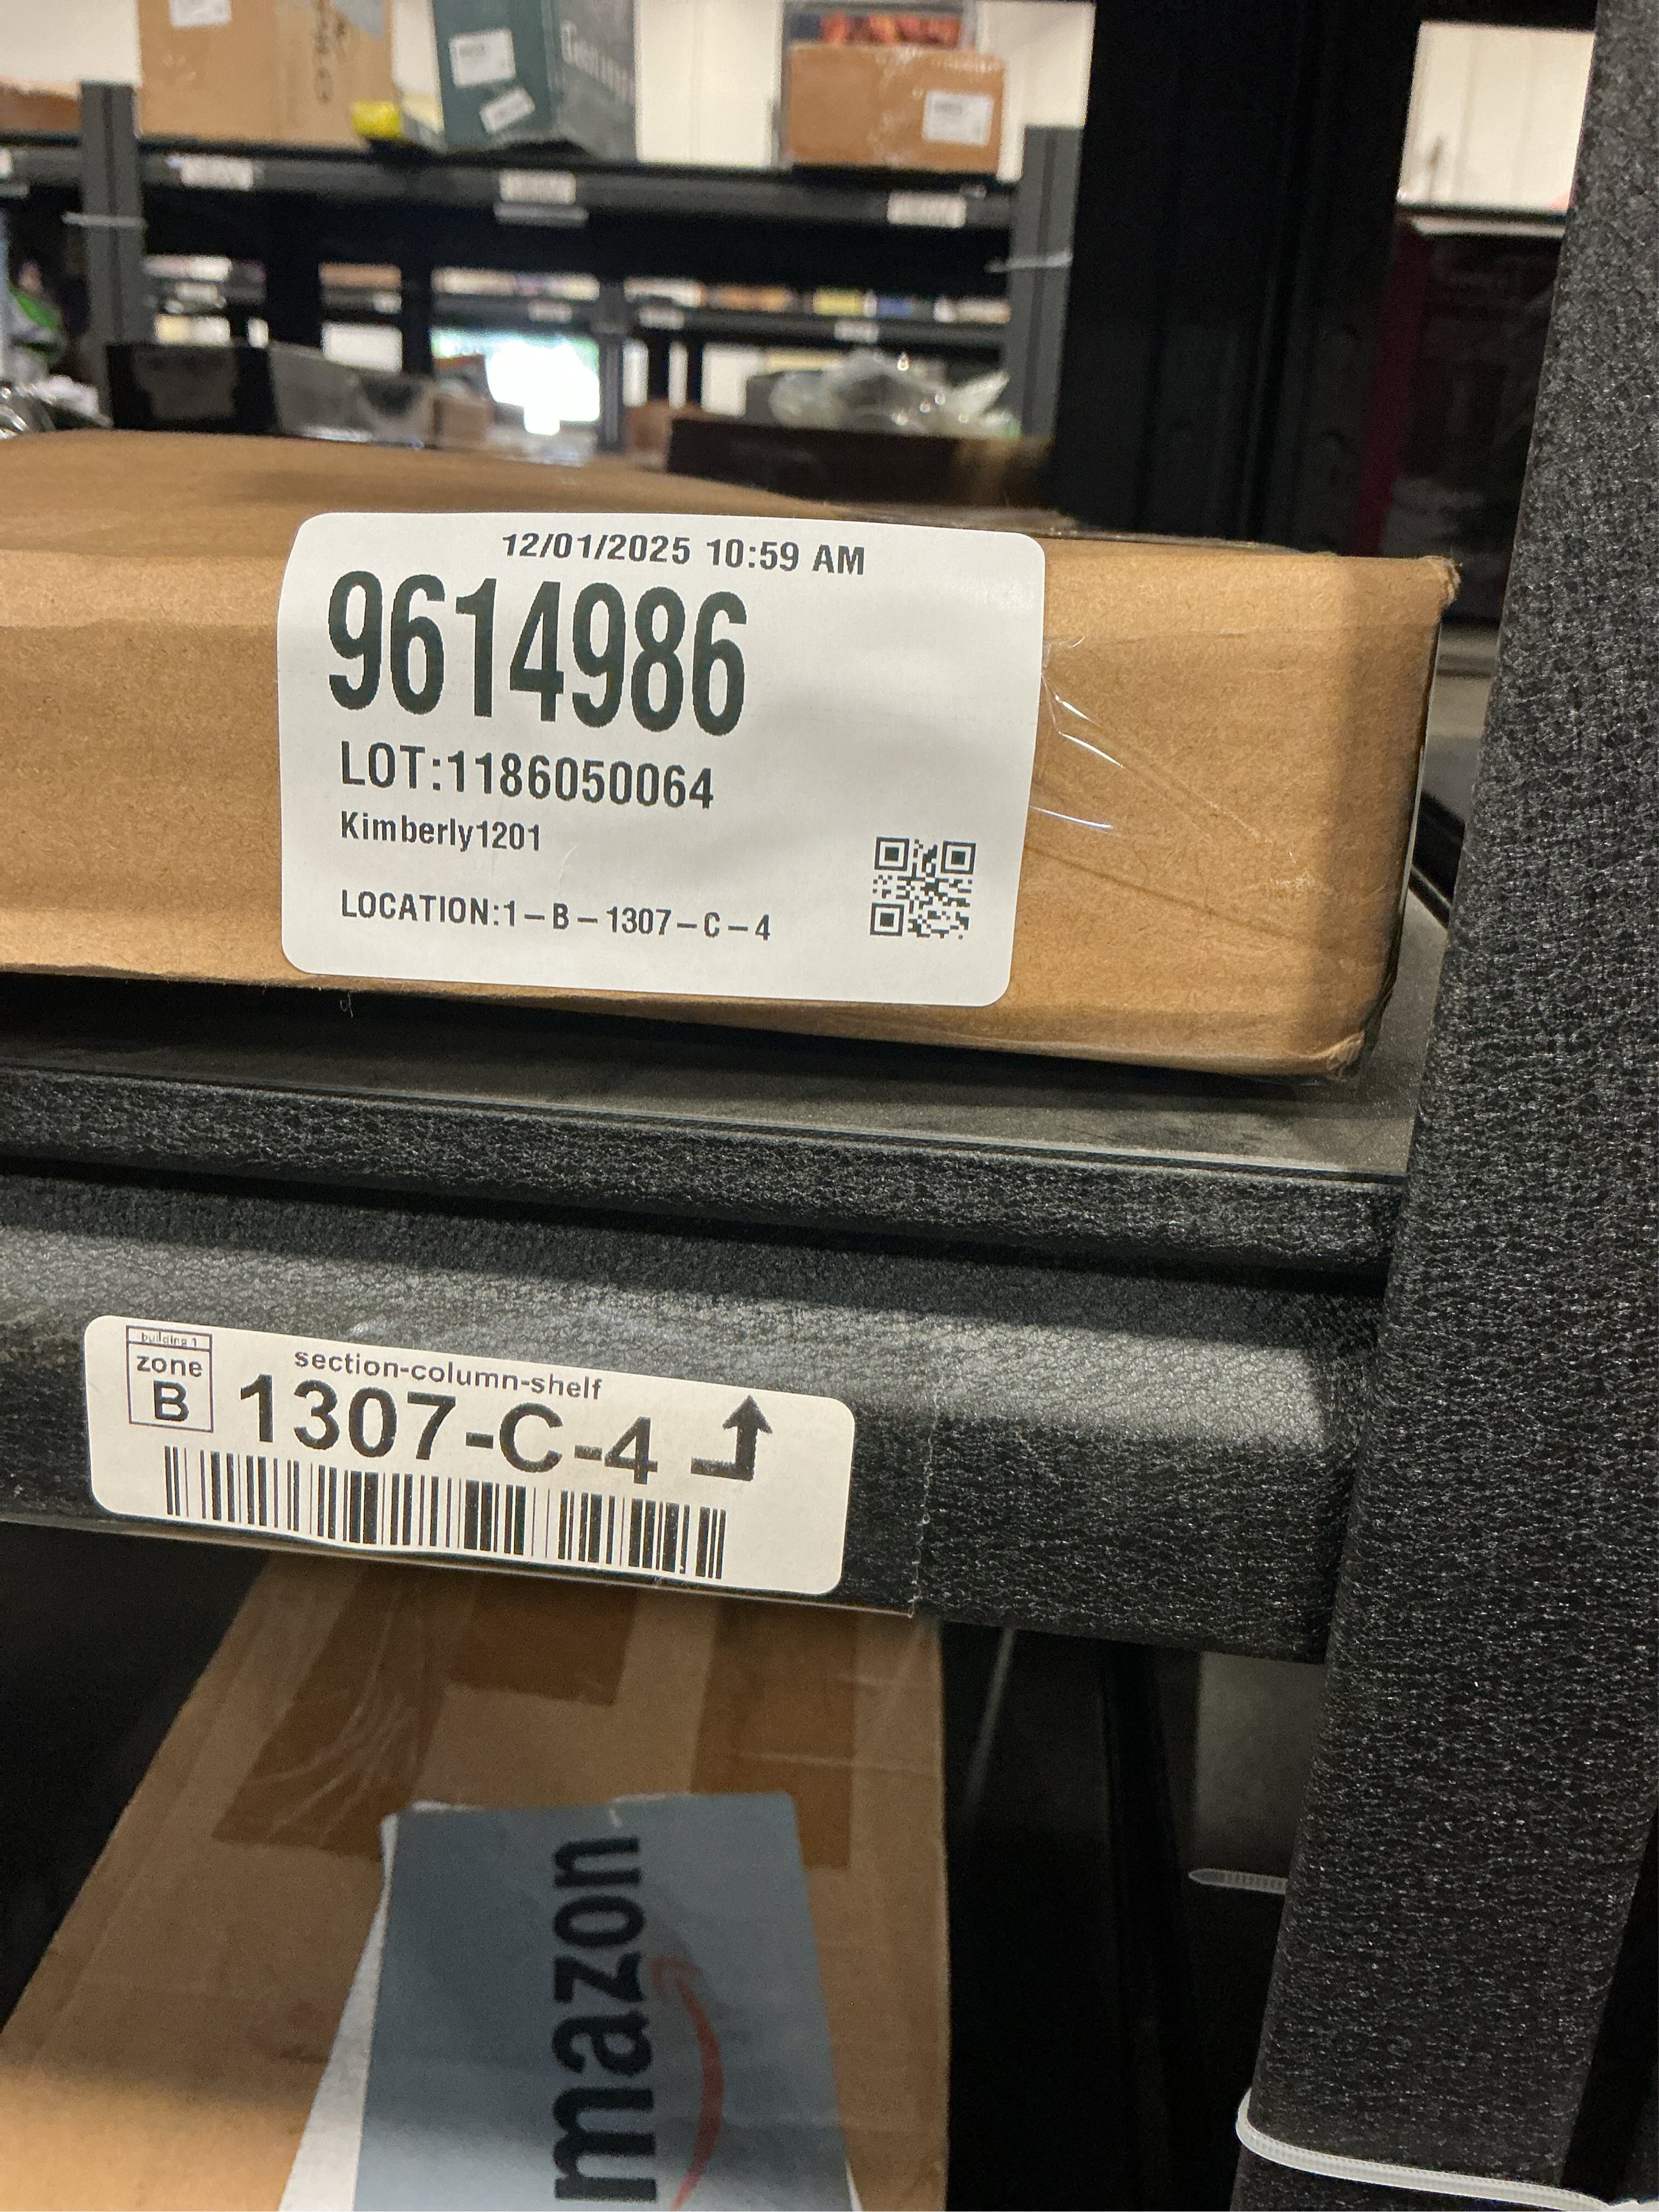 12/01/2025 10:59 AM
9614986
LOT:1186050064
Kimberly1201
LOCATION:1-B-1307-C-4
building 1
zone
B
section-column-shelf
1307-C-4
amazon